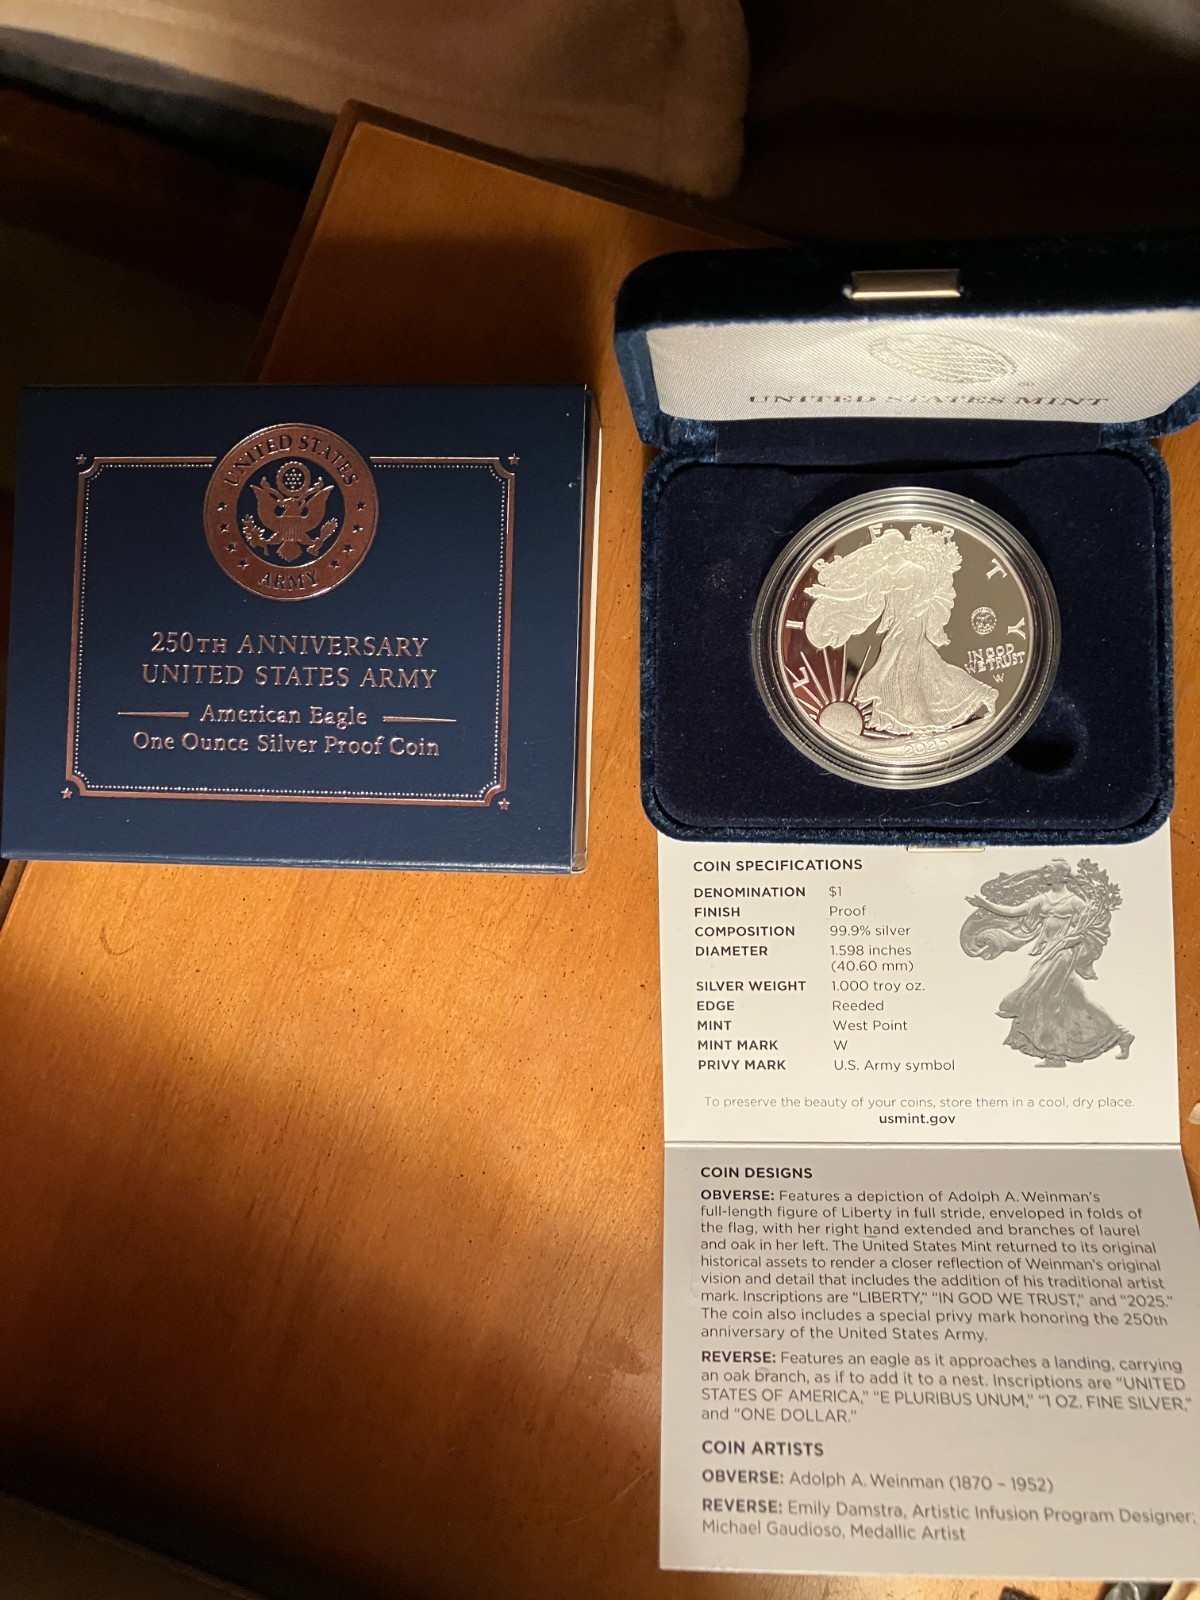 UNITED STATES
ARMY
250TH ANNIVERSARY
UNITED STATES ARMY
American Eagle
One Ounce Silver Proof Coin
UNITED STATES MINT
LIBERTY
IN GOD
WE TRUST
W
2025
COIN SPECIFICATIONS
DENOMINATION $1
FINISH Proof
COMPOSITION 99.9% silver
DIAMETER 1.598 inches
(40.60 mm)
SILVER WEIGHT 1.000 troy oz.
EDGE Reeded
MINT West Point
MINT MARK W
PRIVY MARK U.S. Army symbol
To preserve the beauty of your coins, store them in a cool, dry place.
usmint.gov
COIN DESIGNS
OBVERSE: Features a depiction of Adolph A. Weinman's
full-length figure of Liberty in full stride, enveloped in folds of
the flag, with her right hand extended and branches of laurel
and oak in her left. The United States Mint returned to its original
historical assets to render a closer reflection of Weinman's original
vision and detail that includes the addition of his traditional artist
mark. Inscriptions are "LIBERTY," "IN GOD WE TRUST," and "2025."
The coin also includes a special privy mark honoring the 250th
anniversary of the United States Army.
REVERSE: Features an eagle as it approaches a landing, carrying
an oak branch, as if to add it to a nest. Inscriptions are "UNITED
STATES OF AMERICA," "E PLURIBUS UNUM," "1 OZ. FINE SILVER,"
and "ONE DOLLAR."
COIN ARTISTS
OBVERSE: Adolph A. Weinman (1870 – 1952)
REVERSE: Emily Damstra, Artistic Infusion Program Designer;
Michael Gaudioso, Medallic Artist